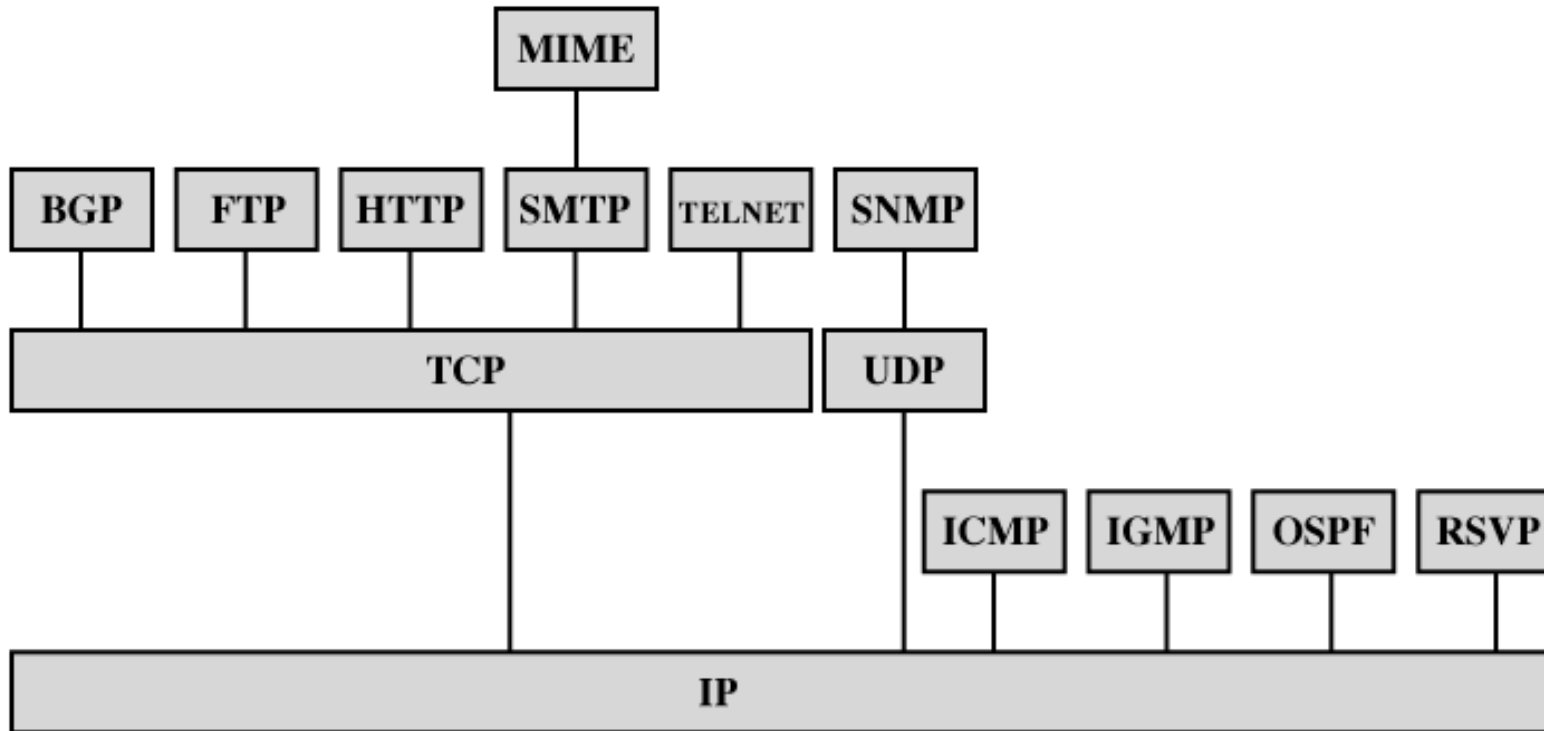 MIME
BGP FTP HTTP SMTP TELNET SNMP
TCP UDP
ICMP IGMP OSPF RSVP
IP